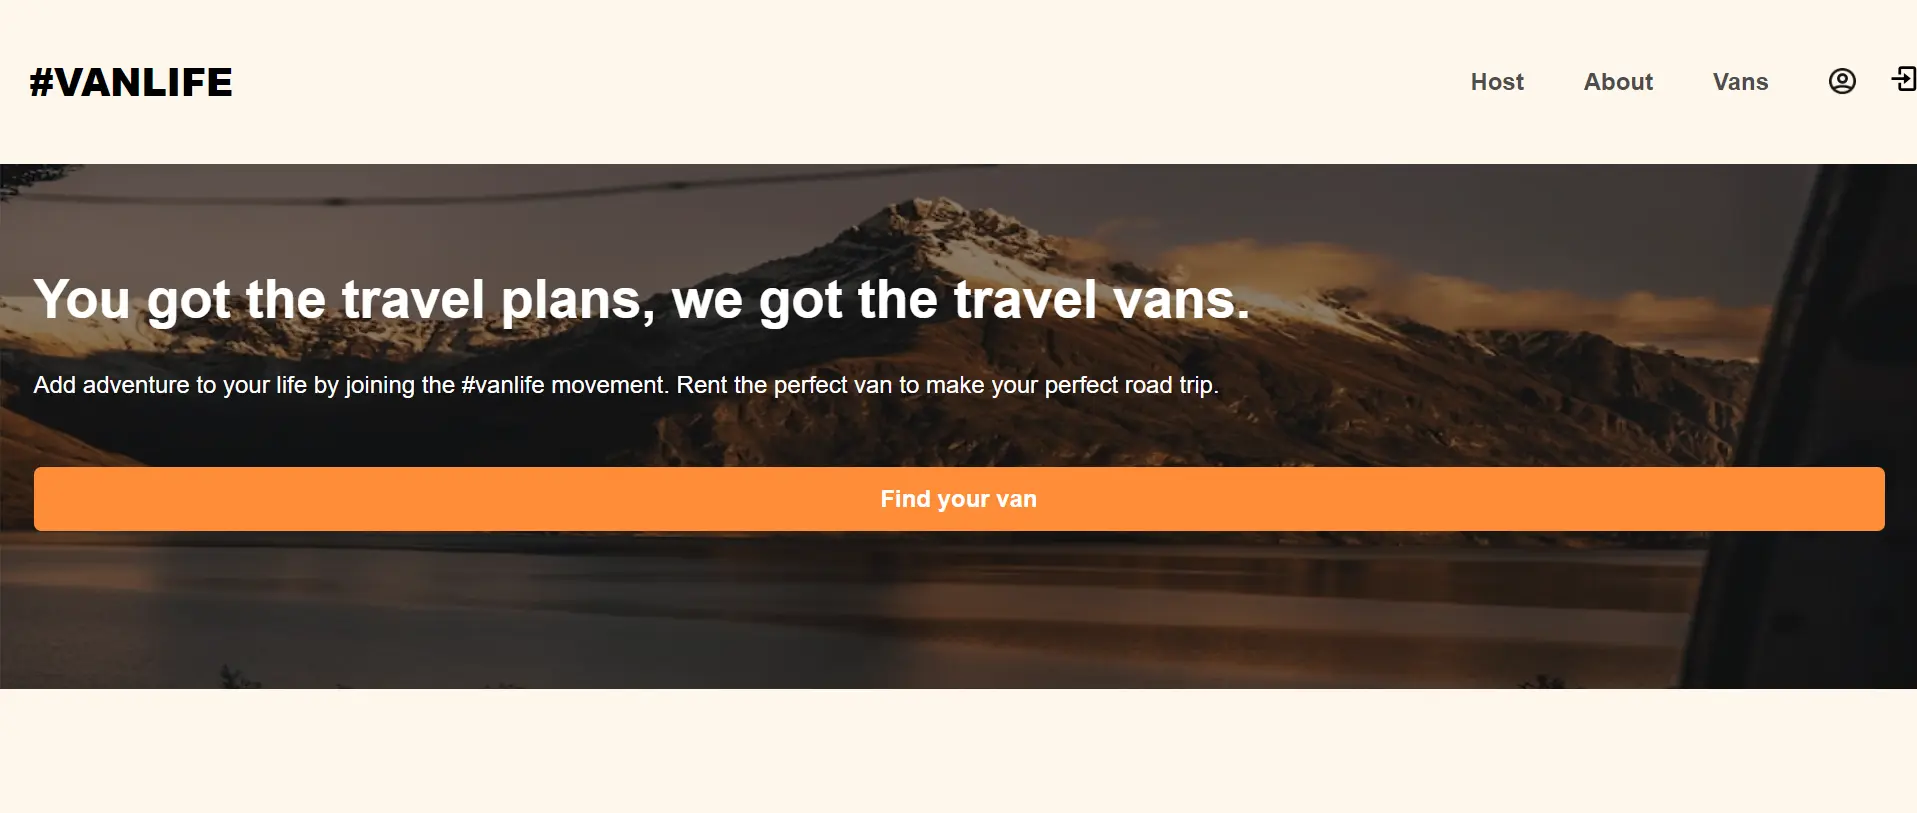 #VANLIFE
Host About Vans
You got the travel plans, we got the travel vans.
Add adventure to your life by joining the #vanlife movement. Rent the perfect van to make your perfect road trip.
Find your van